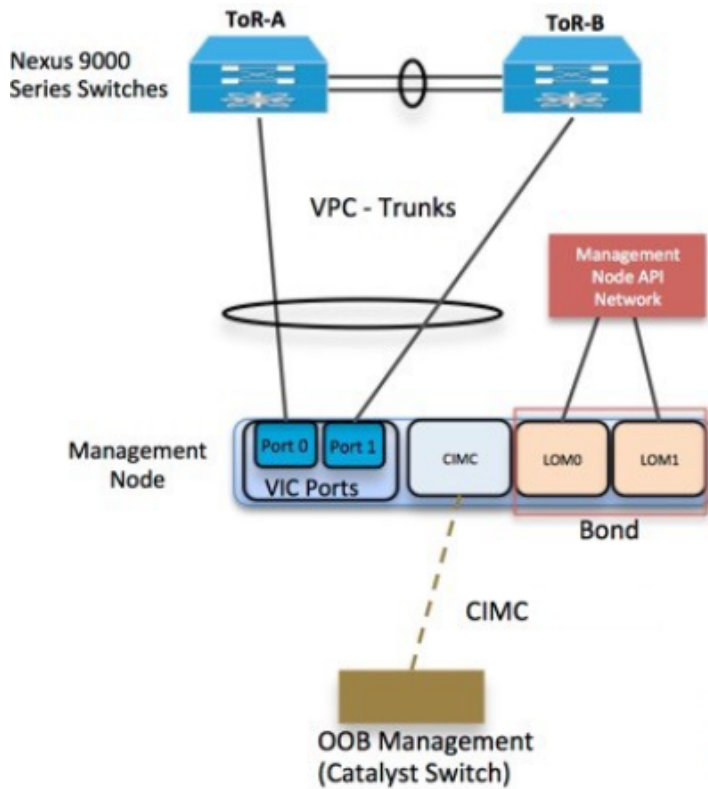 ToR-A
ToR-B
Nexus 9000
Series Switches
VPC - Trunks
Management
Node API
Network
Management
Node
Port 0
Port 1
VIC Ports
CIMC
LOM0
LOM1
Bond
CIMC
OOB Management
(Catalyst Switch)